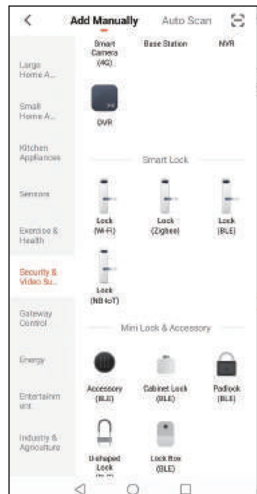 Add Manually
Auto Scan
Large
Home A...
Small
Home A...
Kitchen
Appliances
Sensors
Exercise &
Health
Security &
Video Su...
Gateway
Control
Energy
Entertainm
ent
Industry &
Agriculture
Smart
Camera
(4G)
Base Station
NVR
DVR
Smart Lock
Lock
(Wi-Fi)
Lock
(Zigbee)
Lock
(BLE)
Lock
(NB-IoT)
Mini Lock & Accessory
Accessory
(BLE)
Cabinet Lock
(BLE)
Padlock
(BLE)
U-shaped
Lock
Lock Box
(BLE)